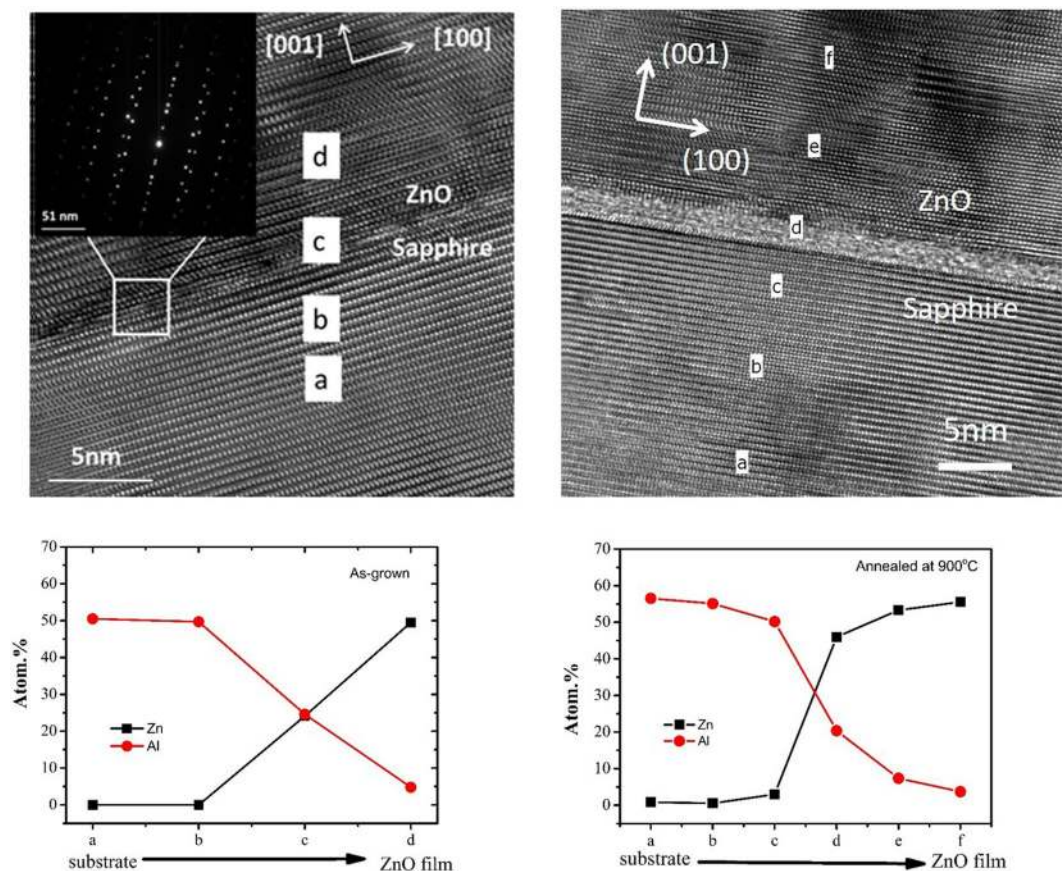 [001]
[100]
d
ZnO
c
Sapphire
b
a
51 nm
5nm
(001)
(100)
f
e
ZnO
d
c
Sapphire
b
a
5nm
70
60
50
40
30
20
10
0
Atom.%
As-grown
Zn
Al
a b c d
substrate ZnO film
70
60
50
40
30
20
10
0
Atom.%
Annealed at 900°C
Zn
Al
a b c d e f
substrate ZnO film